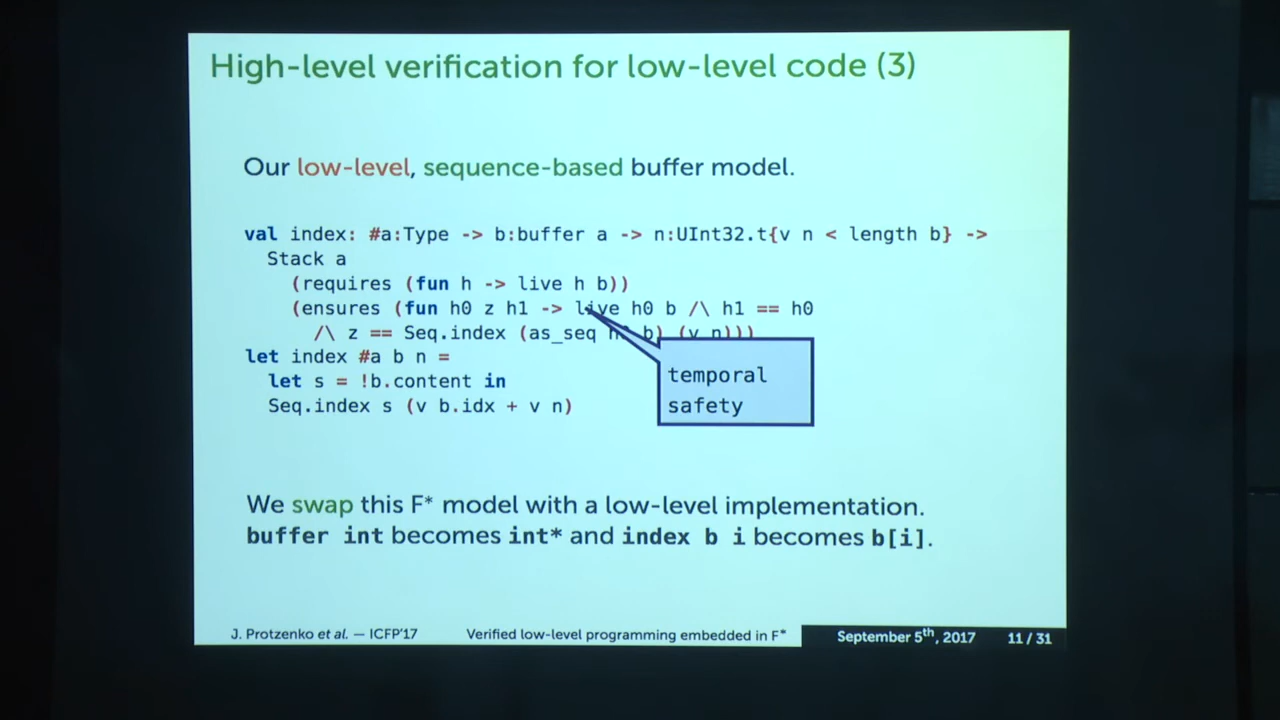 High-level verification for low-level code (3)
Our low-level, sequence-based buffer model.
val index: #a:Type -> b:buffer a -> n:UInt32.t{v n < length b} ->
Stack a
(requires (fun h -> live h b))
(ensures (fun h0 z h1 -> live h0 b /\ h1 == h0
/\ z == Seq.index (as_seq b) (v n)))
let index #a b n =
let s = !b.content in
Seq.index s (v b.idx + v n)
temporal
safety
We swap this F* model with a low-level implementation.
buffer int becomes int* and index b i becomes b[i].
J. Protzenko et al. — ICFP'17 Verified low-level programming embedded in F* September 5th, 2017 11 / 31